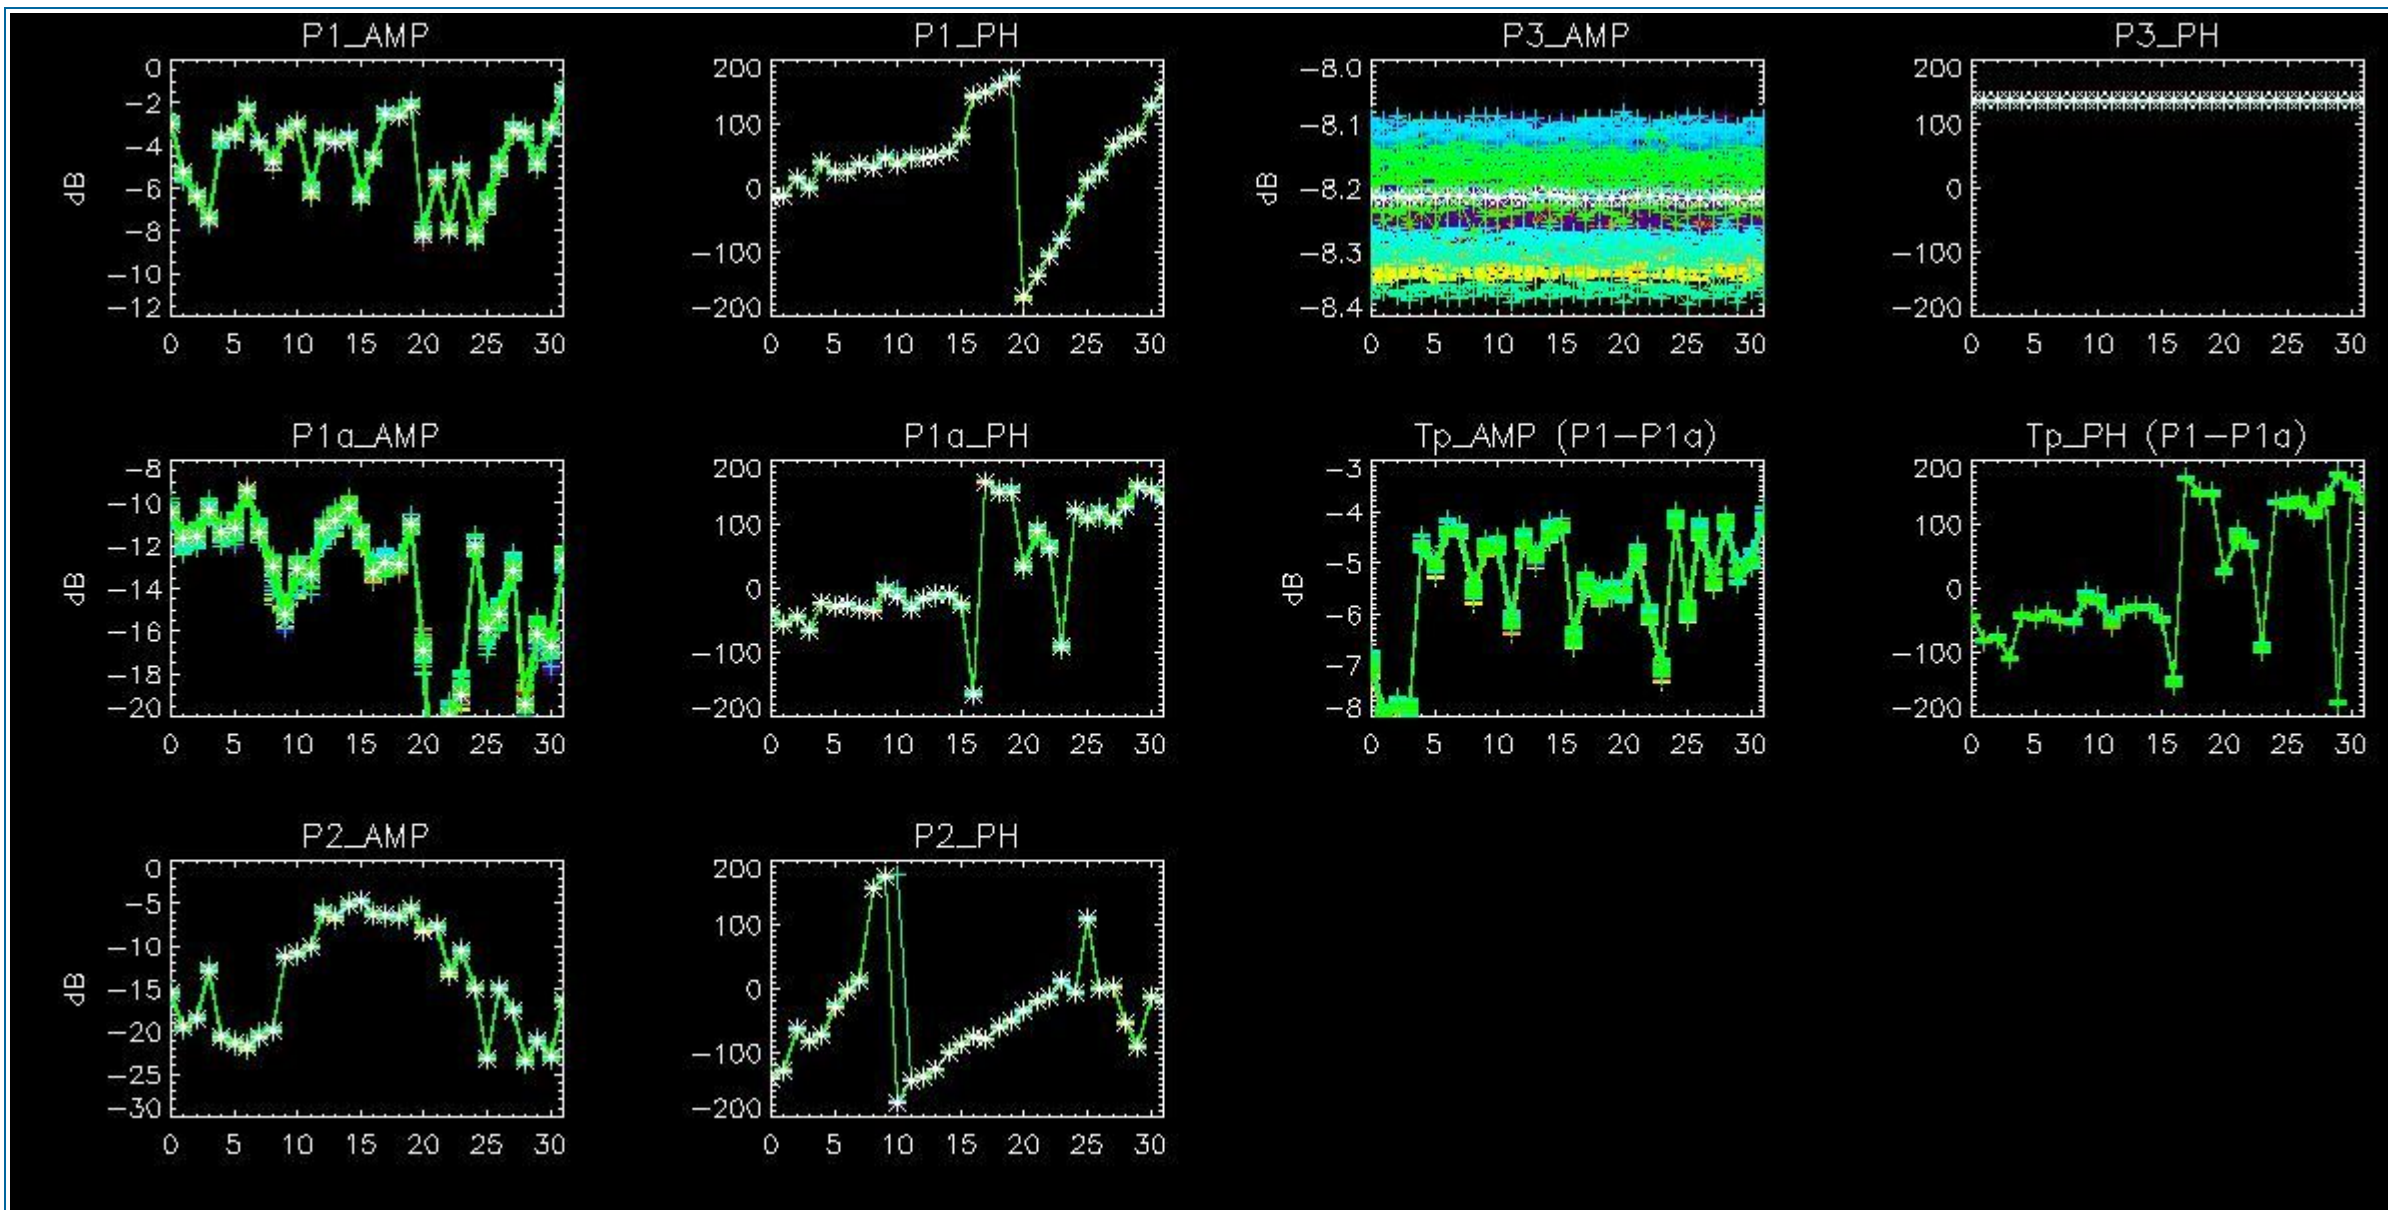 P1_AMP
0
−2
−4
−6
−8
−10
−12
dB
0 5 10 15 20 25 30
P1_PH
200
100
0
−100
−200
0 5 10 15 20 25 30
P3_AMP
−8.0
−8.1
−8.2
−8.3
−8.4
dB
0 5 10 15 20 25 30
P3_PH
200
100
0
−100
−200
0 5 10 15 20 25 30
P1a_AMP
−8
−10
−12
−14
−16
−18
−20
dB
0 5 10 15 20 25 30
P1a_PH
200
100
0
−100
−200
0 5 10 15 20 25 30
Tp_AMP (P1−P1a)
−3
−4
−5
−6
−7
−8
dB
0 5 10 15 20 25 30
Tp_PH (P1−P1a)
200
100
0
−100
−200
0 5 10 15 20 25 30
P2_AMP
0
−5
−10
−15
−20
−25
−30
dB
0 5 10 15 20 25 30
P2_PH
200
100
0
−100
−200
0 5 10 15 20 25 30